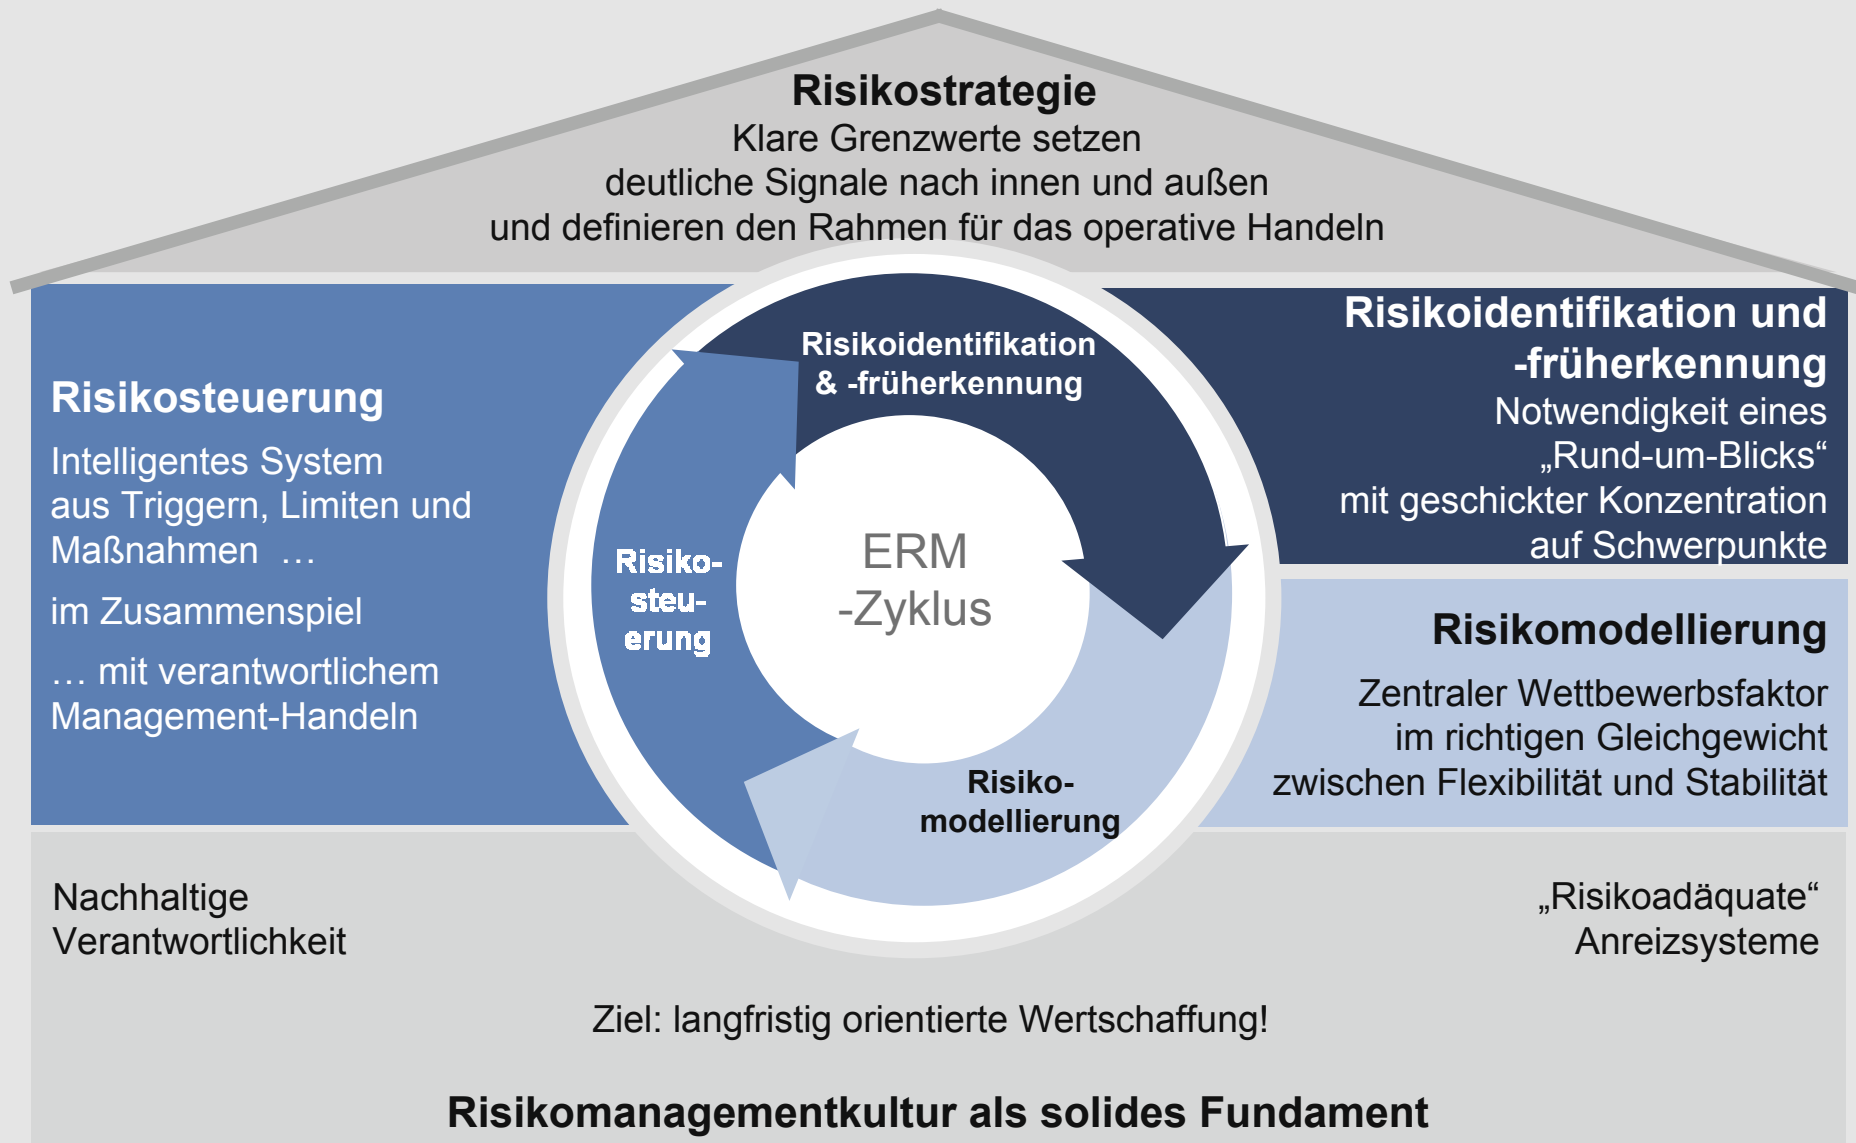 Risikostrategie
Klare Grenzwerte setzen
deutliche Signale nach innen und außen
und definieren den Rahmen für das operative Handeln
Risikosteuerung
Intelligentes System
aus Triggern, Limiten und
Maßnahmen …
im Zusammenspiel
… mit verantwortlichem
Management-Handeln
Risikoidentifikation
& -früherkennung
Risiko-
steu-
erung
ERM
-Zyklus
Risiko-
modellierung
Risikoidentifikation und
-früherkennung
Notwendigkeit eines
„Rund-um-Blicks“
mit geschickter Konzentration
auf Schwerpunkte
Risikomodellierung
Zentraler Wettbewerbsfaktor
im richtigen Gleichgewicht
zwischen Flexibilität und Stabilität
Nachhaltige
Verantwortlichkeit
„Risikoadäquate“
Anreizsysteme
Ziel: langfristig orientierte Wertschaffung!
Risikomanagementkultur als solides Fundament